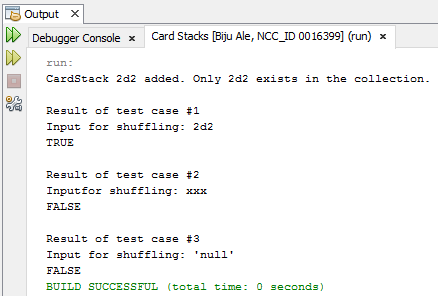 Output
Debugger Console
Card Stacks [Biju Ale, NCC_ID 0016399] (run)
run:
CardStack 2d2 added. Only 2d2 exists in the collection.
Result of test case #1
Input for shuffling: 2d2
TRUE
Result of test case #2
Inputfor shuffling: xxx
FALSE
Result of test case #3
Input for shuffling: 'null'
FALSE
BUILD SUCCESSFUL (total time: 0 seconds)